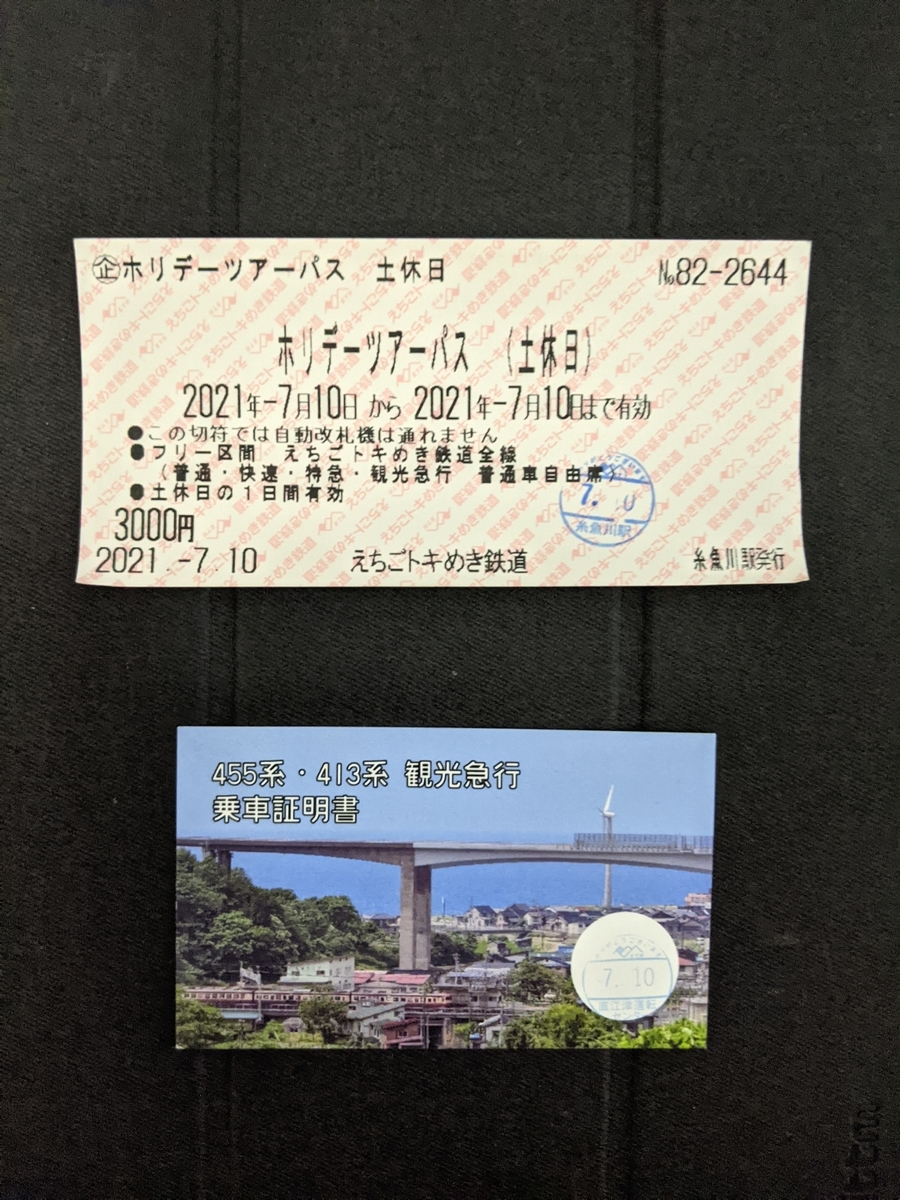 ㊭ホリデーツアーパス　土休日
№82-2644
ホリデーツアーパス　（土休日）
2021年-7月10日 から 2021年-7月10日まで有効
●この切符では自動改札機は通れません
●フリー区間　えちごトキめき鉄道全線
（普通・快速・特急・観光急行　普通車自由席）
●土休日の１日間有効
7. 10
糸魚川駅
3000円
2021.-7.10
えちごトキめき鉄道
糸魚川駅発行
455系・413系 観光急行
乗車証明書
7. 10
直江津運転